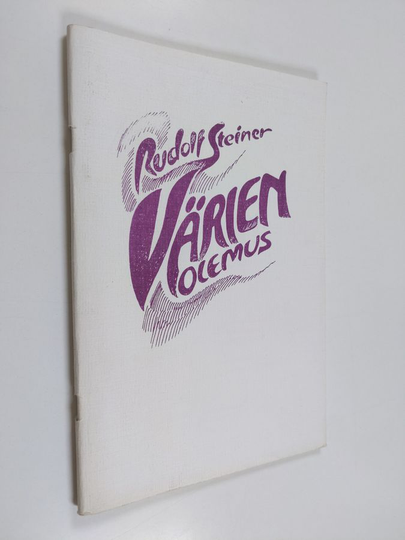 Rudolf Steiner
VÄRIEN
OLEMUS